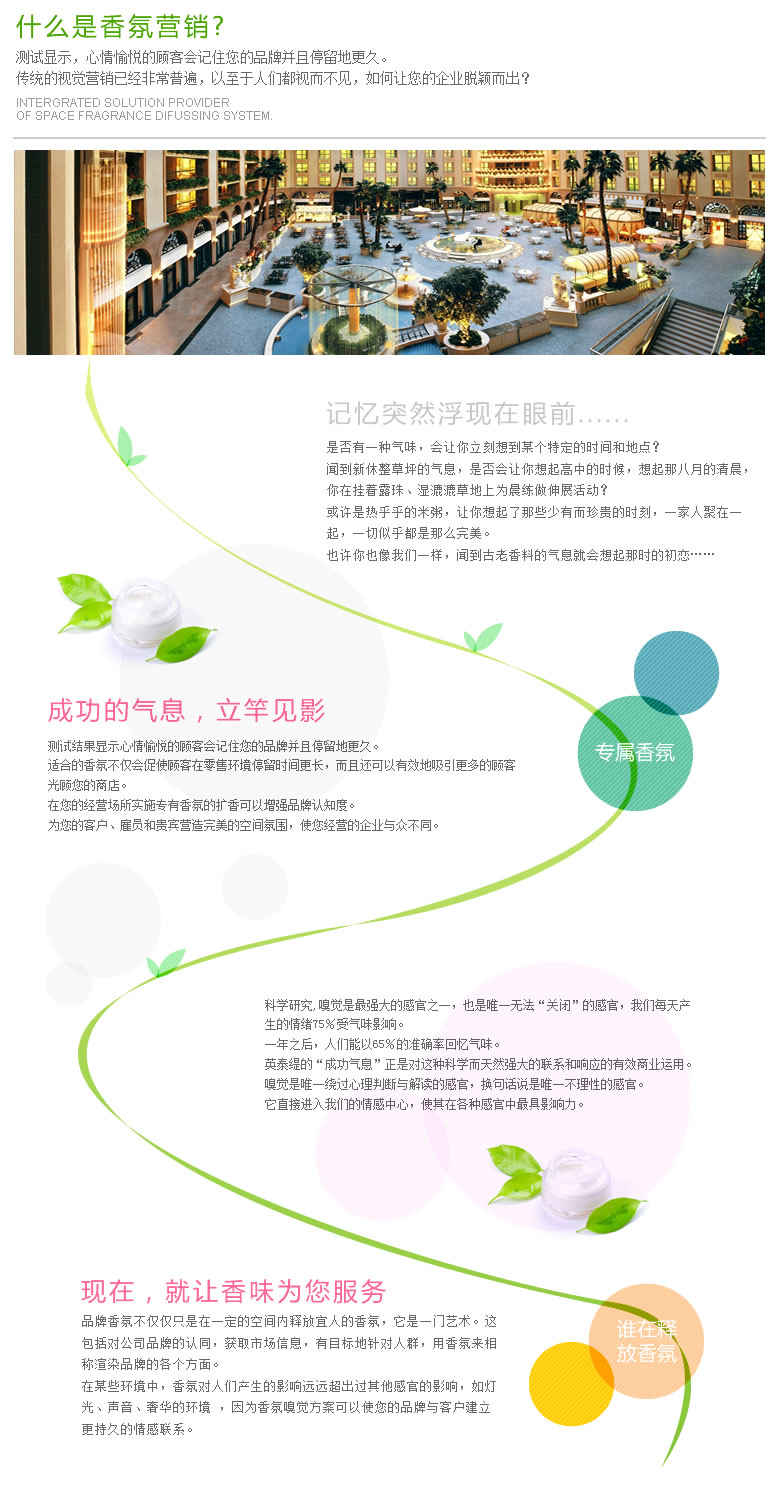 什么是香氛营销?
测试显示，心情愉悦的顾客会记住您的品牌并且停留地更久。
传统的视觉营销已经非常普遍，以至于人们都视而不见，如何让您的企业脱颖而出?
INTERGRATED SOLUTION PROVIDER
OF SPACE FRAGRANCE DIFUSSING SYSTEM.
记忆突然浮现在眼前......
是否有一种气味，会让你立刻想到某个特定的时间和地点?
闻到新休整草坪的气息，是否会让你想起高中的时候，想起那八月的清晨，
你在挂着露珠、湿漉漉草地上为晨练做伸展活动?
或许是热乎乎的米粥，让你想起了那些少有而珍贵的时刻，一家人聚在一
起，一切似乎都是那么完美。
也许你也像我们一样，闻到古老香料的气息就会想起那时的初恋……
成功的气息，立竿见影
测试结果显示心情愉悦的顾客会记住您的品牌并且停留地更久。
适合的香氛不仅会促使顾客在零售环境停留时间更长，而且还可以有效地吸引更多的顾客
光顾您的商店。
在您的经营场所实施专有香氛的扩香可以增强品牌认知度。
为您的客户、雇员和贵宾营造完美的空间氛围，使您经营的企业与众不同。
专属香氛
科学研究,嗅觉是最强大的感官之一，也是唯一无法“关闭”的感官，我们每天产
生的情绪75%受气味影响。
一年之后，人们能以65%的准确率回忆气味。
英泰缇的“成功气息”正是对这种科学而天然强大的联系和响应的有效商业运用。
嗅觉是唯一绕过心理判断与解读的感官，换句话说是唯一不理性的感官。
它直接进入我们的情感中心，使其在各种感官中最具影响力。
现在，就让香味为您服务
品牌香氛不仅仅只是在一定的空间内释放宜人的香氛，它是一门艺术。这
包括对公司品牌的认同，获取市场信息，有目标地针对人群，用香氛来相
称渲染品牌的各个方面。
在某些环境中，香氛对人们产生的影响远远超出过其他感官的影响，如灯
光、声音、奢华的环境 ，因为香氛嗅觉方案可以使您的品牌与客户建立
更持久的情感联系。
谁在释
放香氛